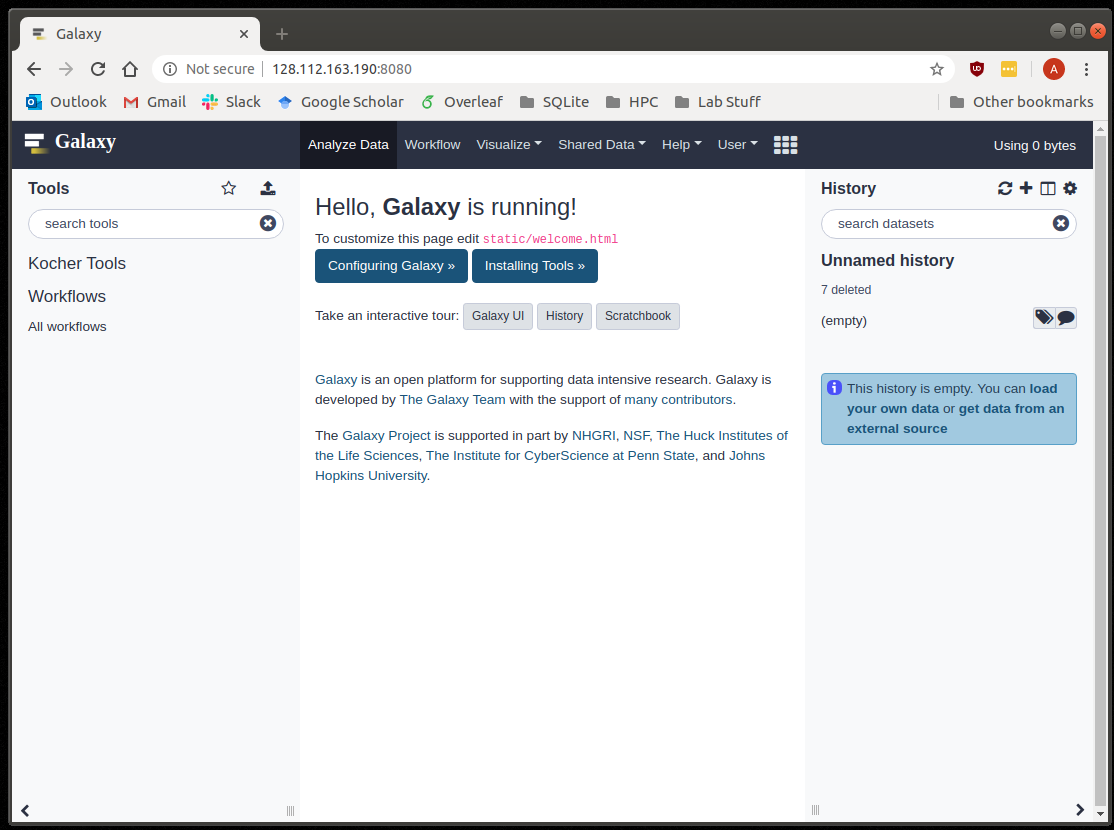 Galaxy
Not secure 128.112.163.190:8080
A
Outlook Gmail Slack Google Scholar Overleaf SQLite HPC Lab Stuff Other bookmarks
Galaxy Analyze Data Workflow Visualize Shared Data Help User Using 0 bytes
Tools
search tools
Kocher Tools
Workflows
All workflows
Hello, Galaxy is running!
To customize this page edit static/welcome.html
Configuring Galaxy » Installing Tools »
Take an interactive tour: Galaxy UI History Scratchbook
Galaxy is an open platform for supporting data intensive research. Galaxy is
developed by The Galaxy Team with the support of many contributors.
The Galaxy Project is supported in part by NHGRI, NSF, The Huck Institutes of
the Life Sciences, The Institute for CyberScience at Penn State, and Johns
Hopkins University.
History
search datasets
Unnamed history
7 deleted
(empty)
This history is empty. You can load
your own data or get data from an
external source